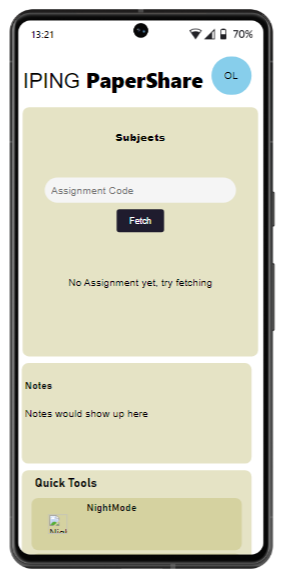 13:21 70%
IPING PaperShare OL
Subjects
Assignment Code
Fetch
No Assignment yet, try fetching
Notes
Notes would show up here
Quick Tools
NightMode